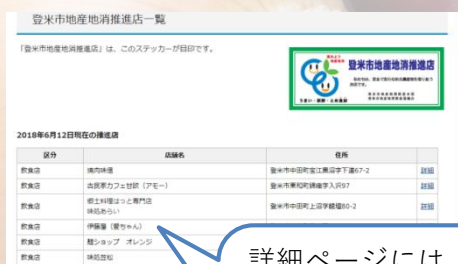 登米市地産地消推進店一覧
「登米市地産地消推進店」は、このステッカーが目印です。
登米市地産地消推進店
2018年6月12日現在の推進店
区分 店舗名 住所
飲食店 焼肉味徳 登米市中田町宝江黒沼字下道67-2 詳細
飲食店 古民家カフェ甘餅（アモー） 登米市東和町錦織字入沢97 詳細
飲食店 郷土料理はっと専門店 味処あらい 登米市中田町上沼字籠壇80-2 詳細
飲食店 伊藤屋（愛ちゃん）
飲食店 麺ショップ オレンジ
飲食店 味処笠松
詳細ページには